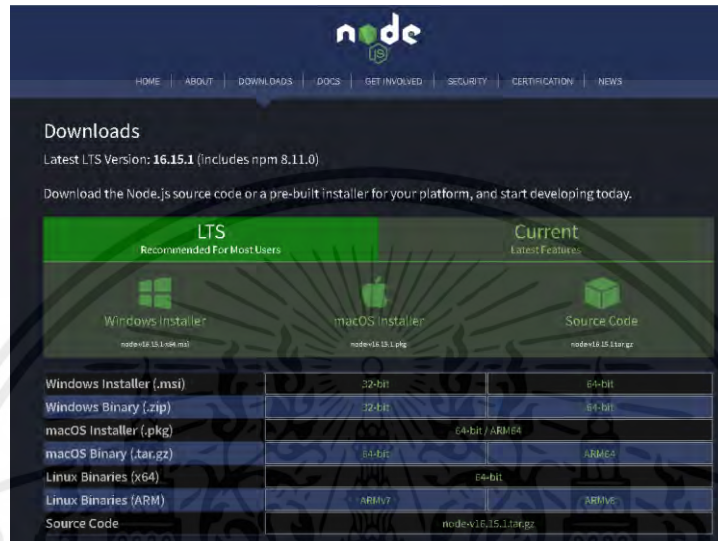 node
JS
HOME | ABOUT | DOWNLOADS | DOCS | GET INVOLVED | SECURITY | CERTIFICATION | NEWS
Downloads
Latest LTS Version: 16.15.1 (includes npm 8.11.0)
Download the Node.js source code or a pre-built installer for your platform, and start developing today.
LTS Current
Recommended For Most Users Latest Features
Windows Installer macOS Installer Source Code
node-v16.15.1-x64.msi node-v16.15.1.pkg node-v16.15.1.tar.gz
Windows Installer (.msi) 32-bit 64-bit
Windows Binary (.zip) 32-bit 64-bit
macOS Installer (.pkg) 64-bit / ARM64
macOS Binary (.tar.gz) 64-bit ARM64
Linux Binaries (x64) 64-bit
Linux Binaries (ARM) ARMv7 ARMv8
Source Code node-v16.15.1.tar.gz